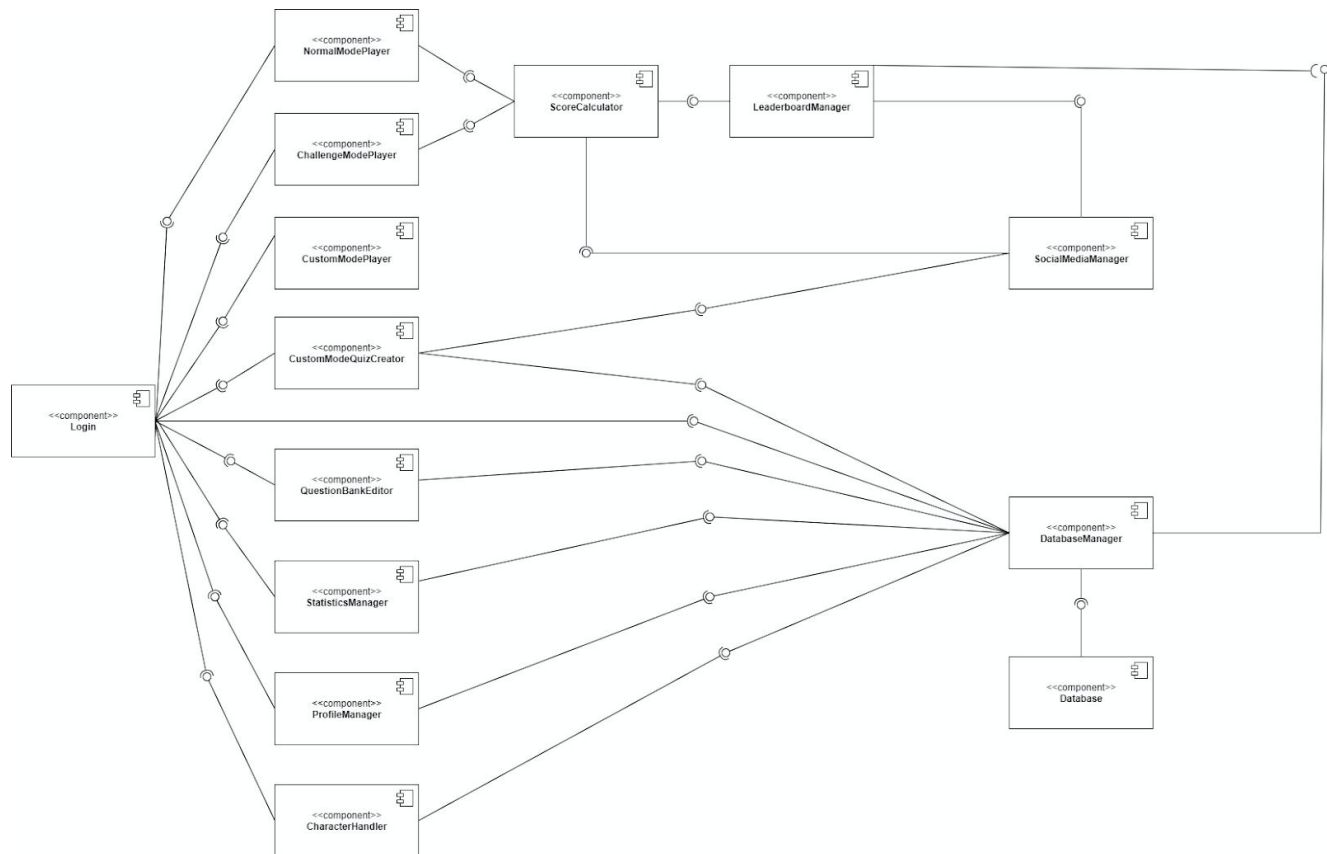 <<component>>
NormalModePlayer
<<component>>
ScoreCalculator
<<component>>
LeaderboardManager
<<component>>
ChallengeModePlayer
<<component>>
CustomModePlayer
<<component>>
SocialMediaManager
<<component>>
CustomModeQuizCreator
<<component>>
Login
<<component>>
QuestionBankEditor
<<component>>
DatabaseManager
<<component>>
StatisticsManager
<<component>>
Database
<<component>>
ProfileManager
<<component>>
CharacterHandler